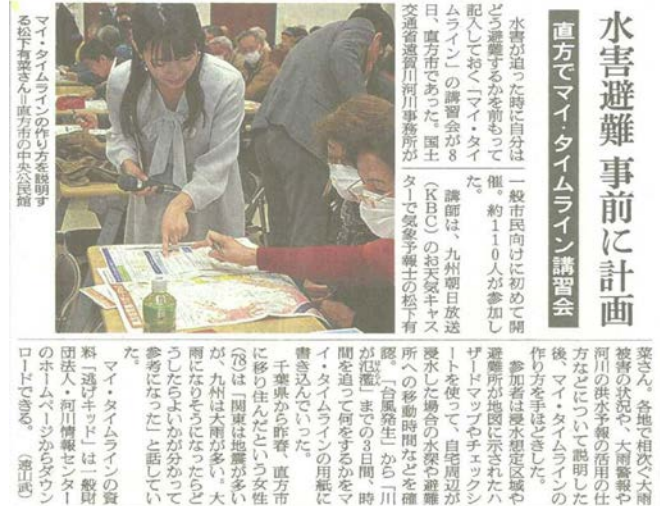 水害避難 事前に計画
直方でマイ・タイムライン講習会
水害が迫った時に自分は
どう避難するかを前もって
記入しておく「マイ・タイ
ムライン」の講習会が8
日、直方市であった。国土
交通省遠賀川河川事務所が
一般市民向けに初めて開
催。約110人が参加し
た。
講師は、九州朝日放送
(KBC)のお天気キャス
ターで気象予報士の松下有
菜さん。各地で相次ぐ大雨
被害の状況や、大雨警報や
河川の洪水予報の活用の仕
方などについて説明した
後、マイ・タイムラインの
作り方を手ほどきした。
参加者は浸水想定区域や
避難所が地図に示されたハ
ザードマップやチェックシ
ートを使って、自宅周辺が
浸水した場合の水深や避難
所への移動時間などを確
認。「台風発生」から「川
が氾濫」までの3日間、時
間を追って何をするかをマ
イ・タイムラインの用紙に
書き込んでいった。
千葉県から昨春、直方市
に移り住んだという女性
(78)は「関東は地震が多い
が、九州は大雨が多い。大
雨になりそうになったらど
うしたらよいかがわかって
参考になった」と話してい
た。
マイ・タイムラインの資
料「逃げキッド」は一般財
団法人・河川情報センター
のホームページからダウン
ロードできる。(遠山武)
マイ・タイムラインの作り方を説明す
る松下有菜さん=直方市の中央公民館